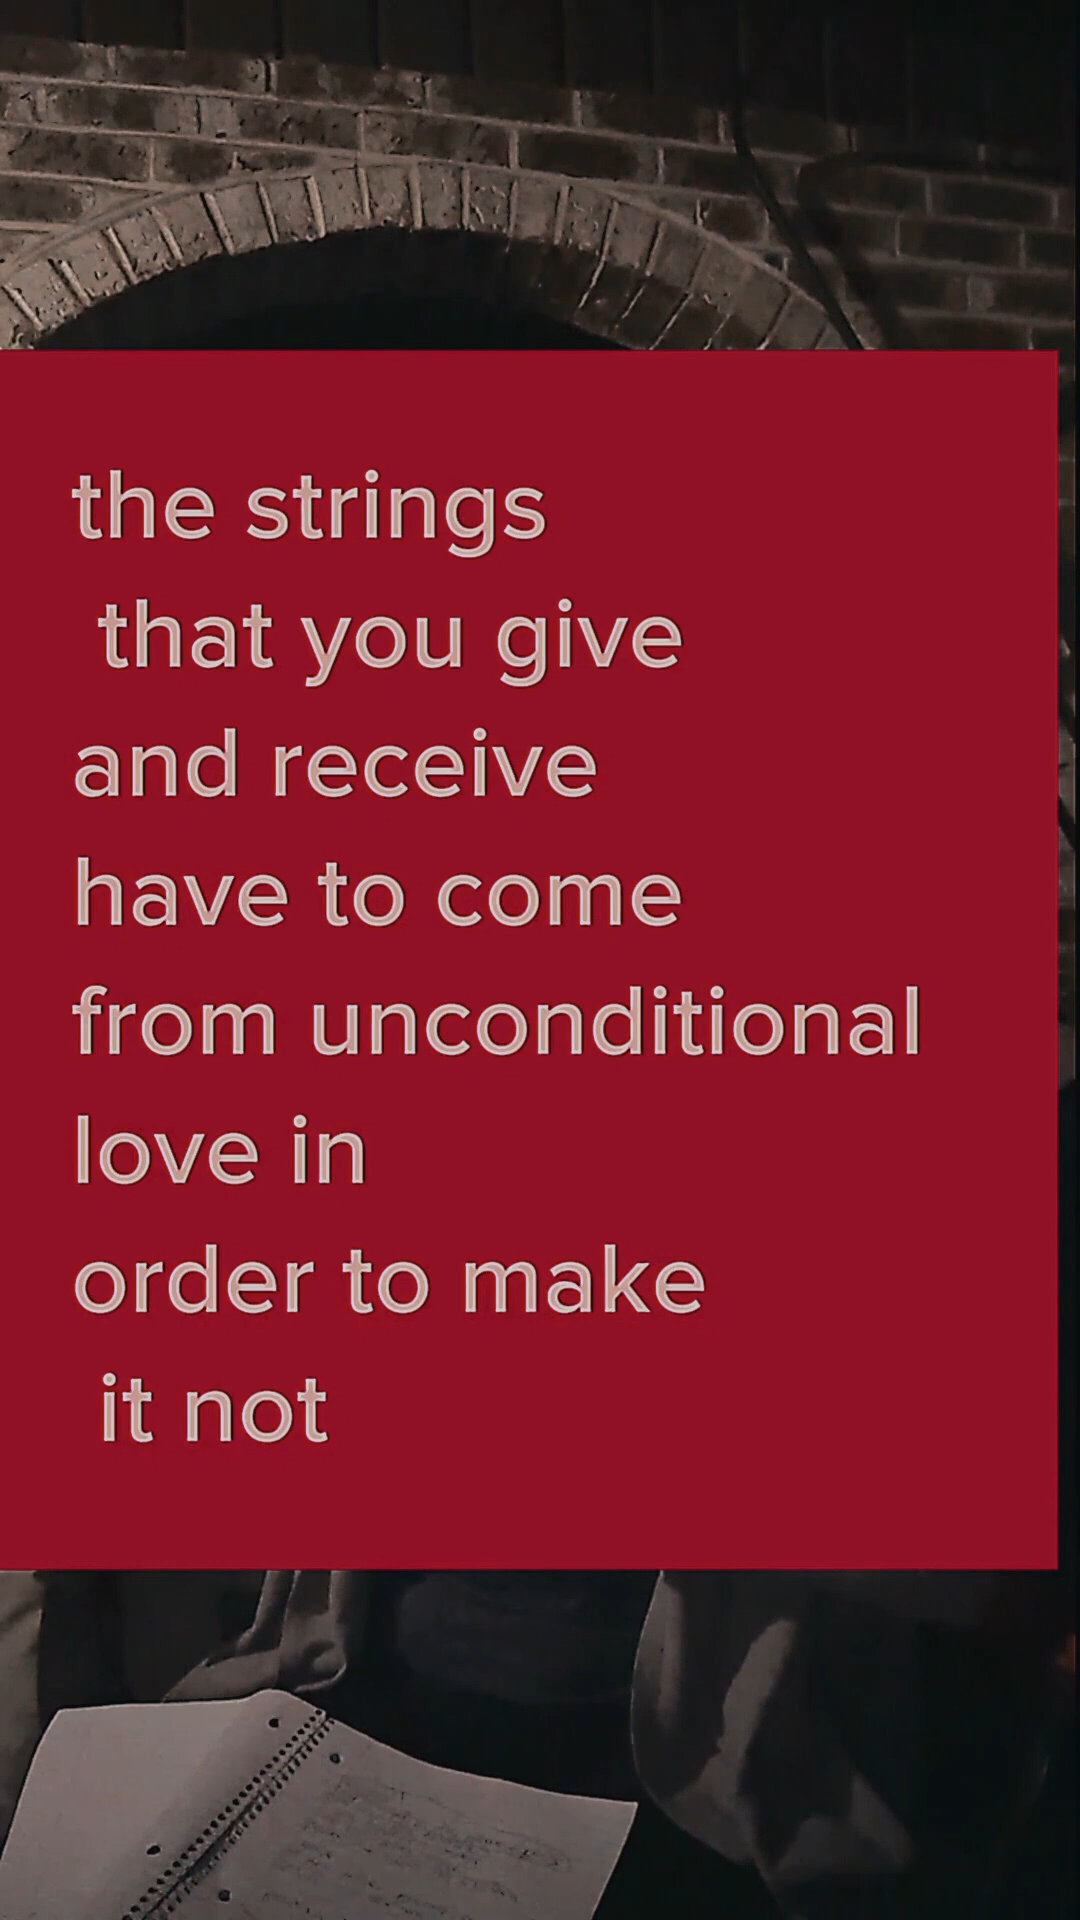 the strings
that you give
and receive
have to come
from unconditional
love in
order to make
it not